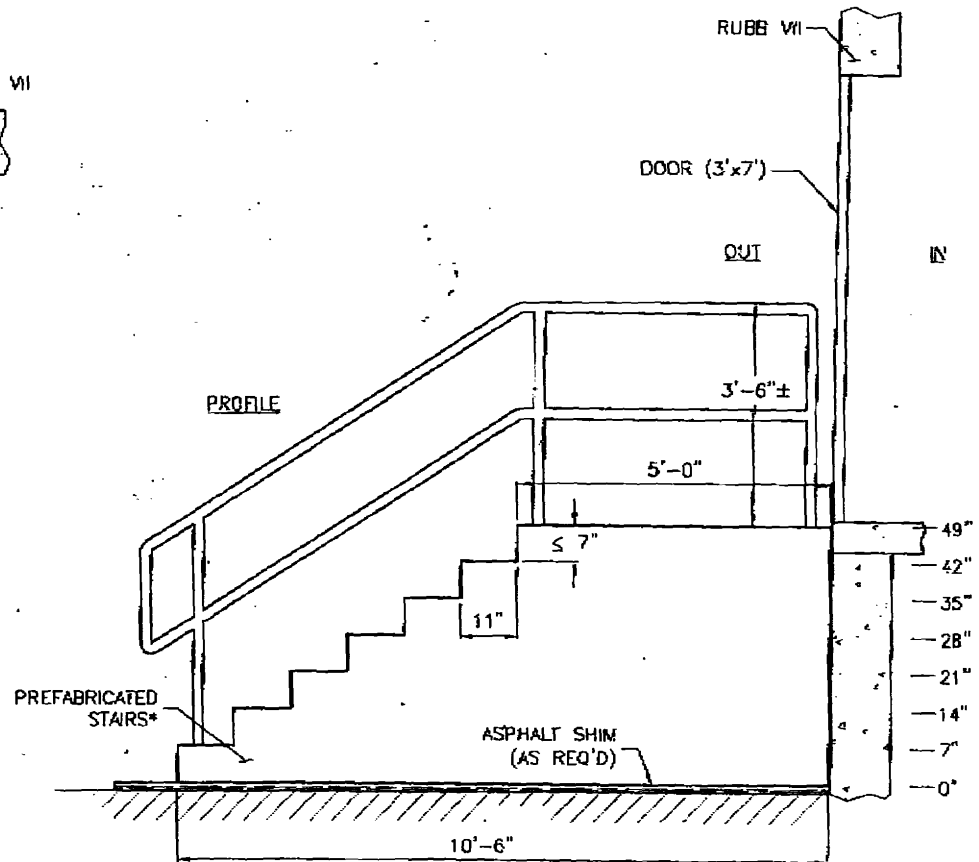 RUBB VII
VII
DOOR (3'x7')
OUT
IN
PROFILE
3'-6"±
5'-0"
≤ 7"
11"
49"
42"
35"
28"
21"
14"
7"
0"
PREFABRICATED
STAIRS*
ASPHALT SHIM
(AS REQ'D)
10'-6"